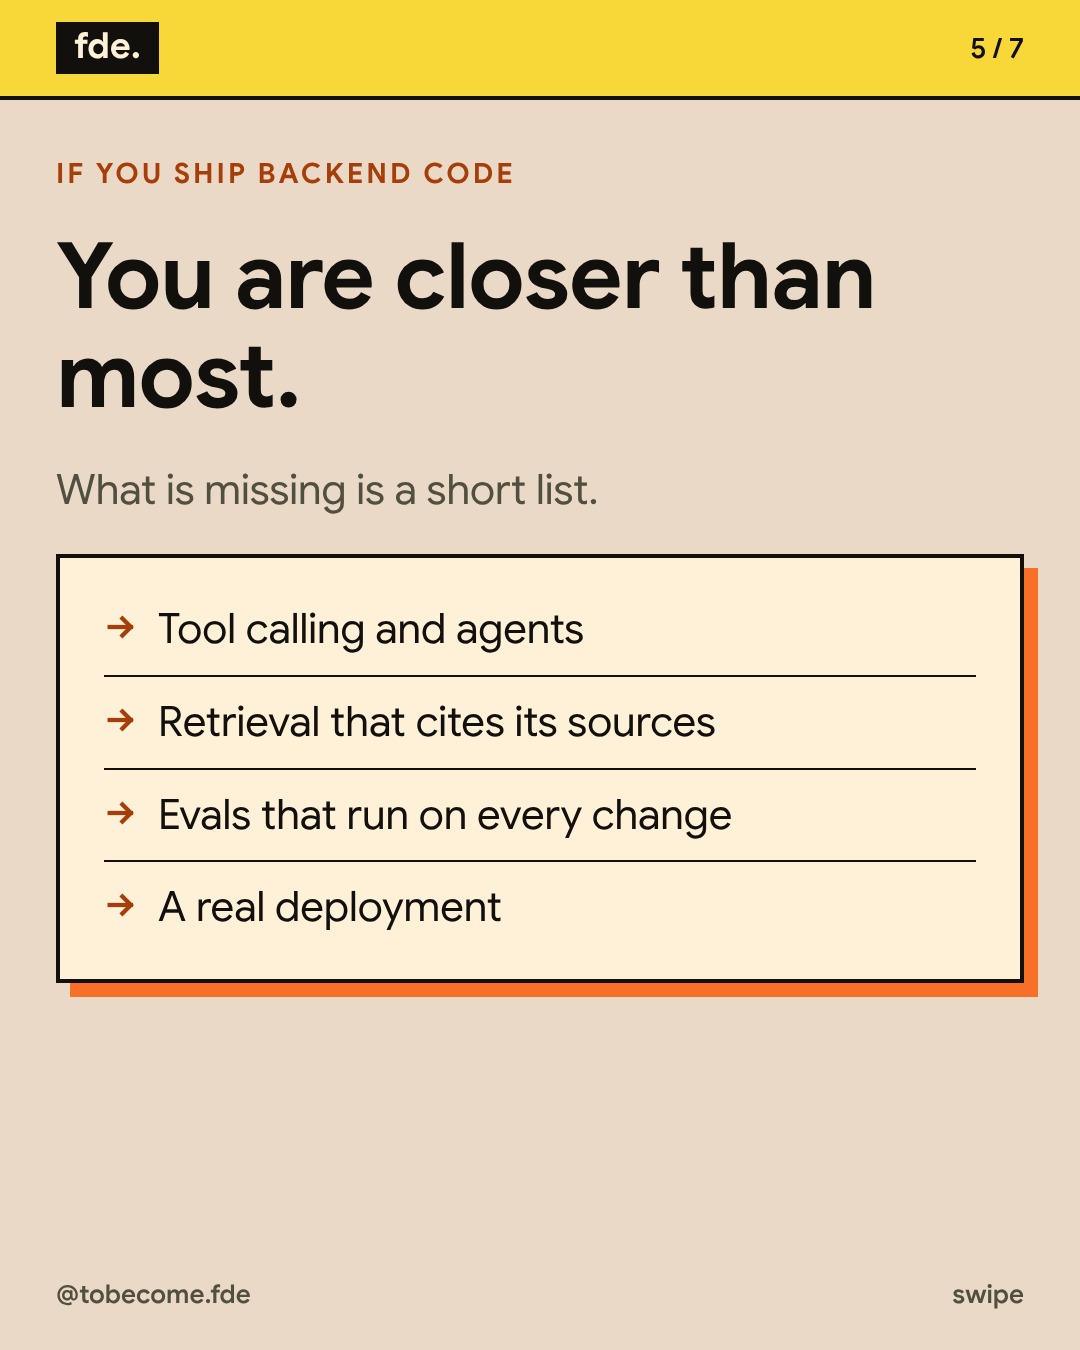 fde.
5 / 7
IF YOU SHIP BACKEND CODE
You are closer than
most.
What is missing is a short list.
→ Tool calling and agents
→ Retrieval that cites its sources
→ Evals that run on every change
→ A real deployment
@tobecome.fde
swipe